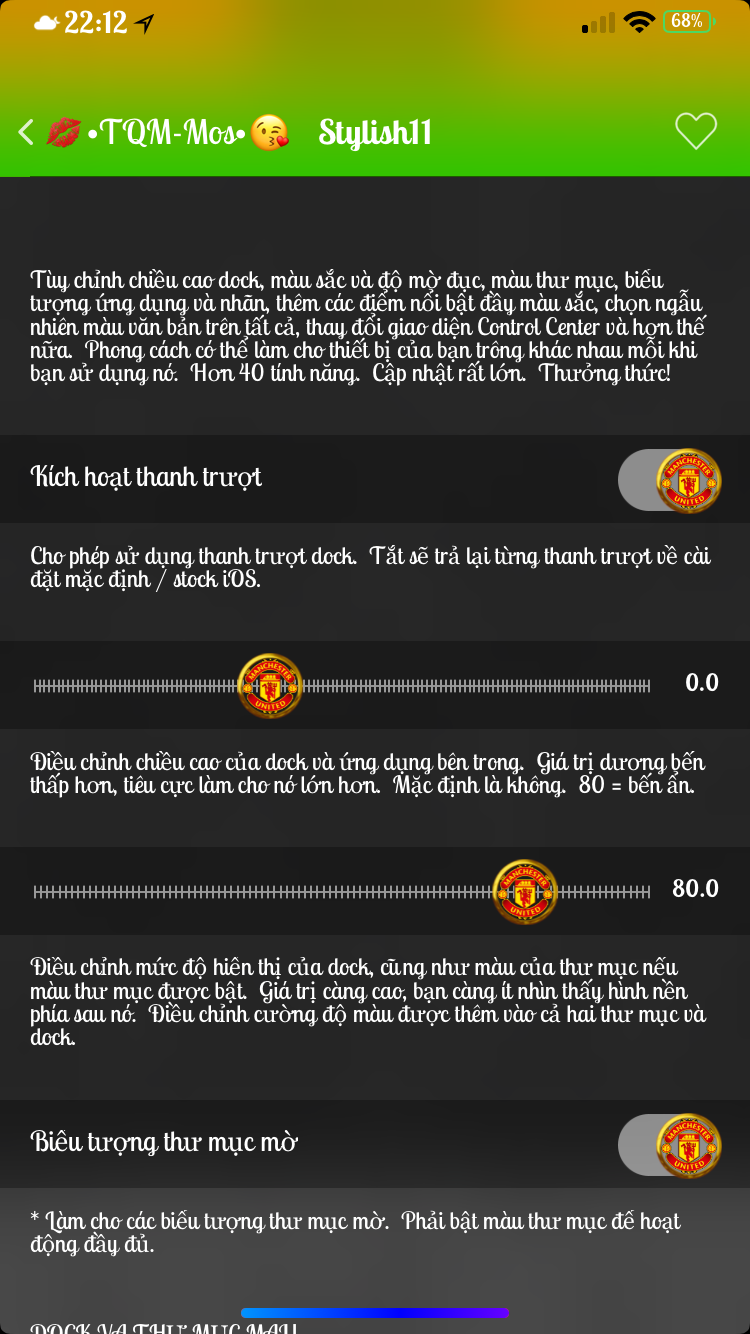 22:12
68%
•TQM-Mos• Stylish11
Tùy chỉnh chiều cao dock, màu sắc và độ mờ đục, màu thư mục, biểu
tượng ứng dụng và nhãn, thêm các điểm nổi bật đầy màu sắc, chọn ngẫu
nhiên màu văn bản trên tất cả, thay đổi giao diện Control Center và hơn thế
nữa. Phong cách có thể làm cho thiết bị của bạn trông khác nhau mỗi khi
bạn sử dụng nó. Hơn 40 tính năng. Cập nhật rất lớn. Thưởng thức!
Kích hoạt thanh trượt
MANCHESTER
UNITED
Cho phép sử dụng thanh trượt dock. Tắt sẽ trả lại từng thanh trượt về cài
đặt mặc định / stock iOS.
MANCHESTER
UNITED
0.0
Điều chỉnh chiều cao của dock và ứng dụng bên trong. Giá trị dương bến
thấp hơn, tiêu cực làm cho nó lớn hơn. Mặc định là không. 80 = bến ẩn.
MANCHESTER
UNITED
80.0
Điều chỉnh mức độ hiên thị của dock, cũng như màu của thư mục nếu
màu thư mục được bật. Giá trị càng cao, bạn càng ít nhìn thấy hình nền
phía sau nó. Điều chỉnh cường độ màu được thêm vào cả hai thư mục và
dock.
Biêu tượng thư mục mờ
MANCHESTER
UNITED
* Làm cho các biểu tượng thư mục mờ. Phải bật màu thư mục để hoạt
động đầy đủ.
DOCK VA THƯ MỤC MAU